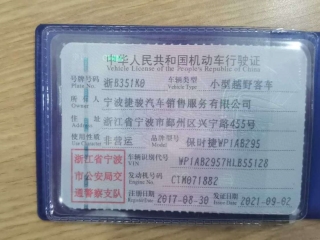 中华人民共和国机动车行驶证
Vehicle License of the People's Republic of China
号牌号码 浙B351K0 车辆类型 小型越野客车
Plate No. Vehicle Type
所有人 宁波捷骏汽车销售服务有限公司
Owner
住址 浙江省宁波市鄞州区兴宁路455号
Address
使用性质 非营运 品牌型号 保时捷WP1AB295
Use Character Model
浙江省宁波市公安局交通警察支队
车辆识别代号 WP1AB2957HLB55128
VIN
发动机号码 CTM071882
Engine No.
注册日期 2017-08-30 发证日期 2021-09-02